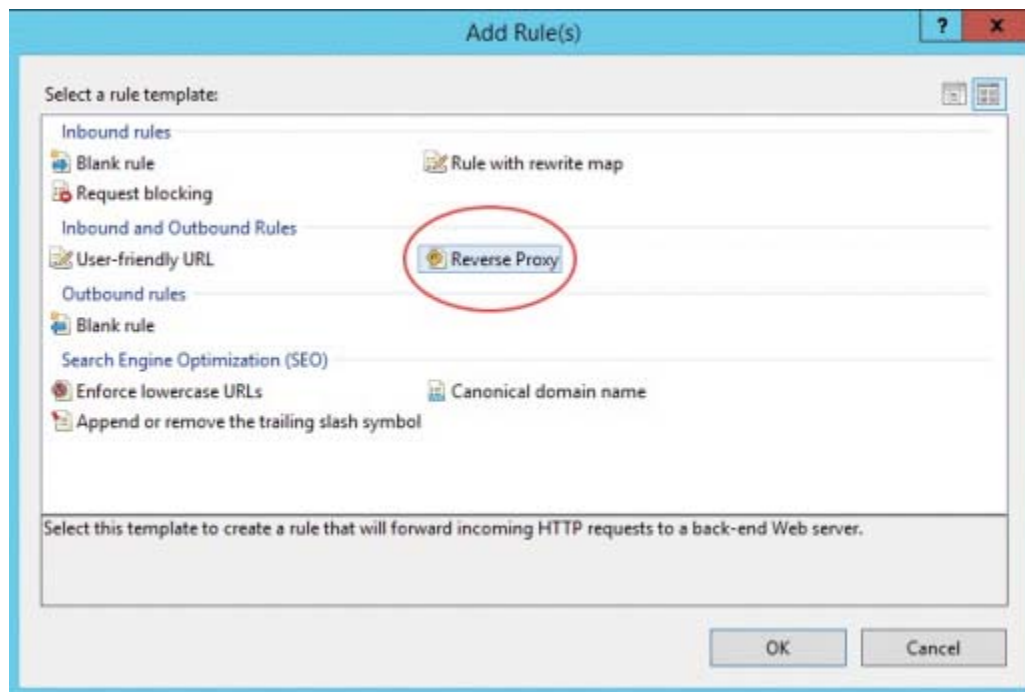 Add Rule(s)
? x
Select a rule template:
Inbound rules
Blank rule Rule with rewrite map
Request blocking
Inbound and Outbound Rules
User-friendly URL Reverse Proxy
Outbound rules
Blank rule
Search Engine Optimization (SEO)
Enforce lowercase URLs Canonical domain name
Append or remove the trailing slash symbol
Select this template to create a rule that will forward incoming HTTP requests to a back-end Web server.
OK Cancel